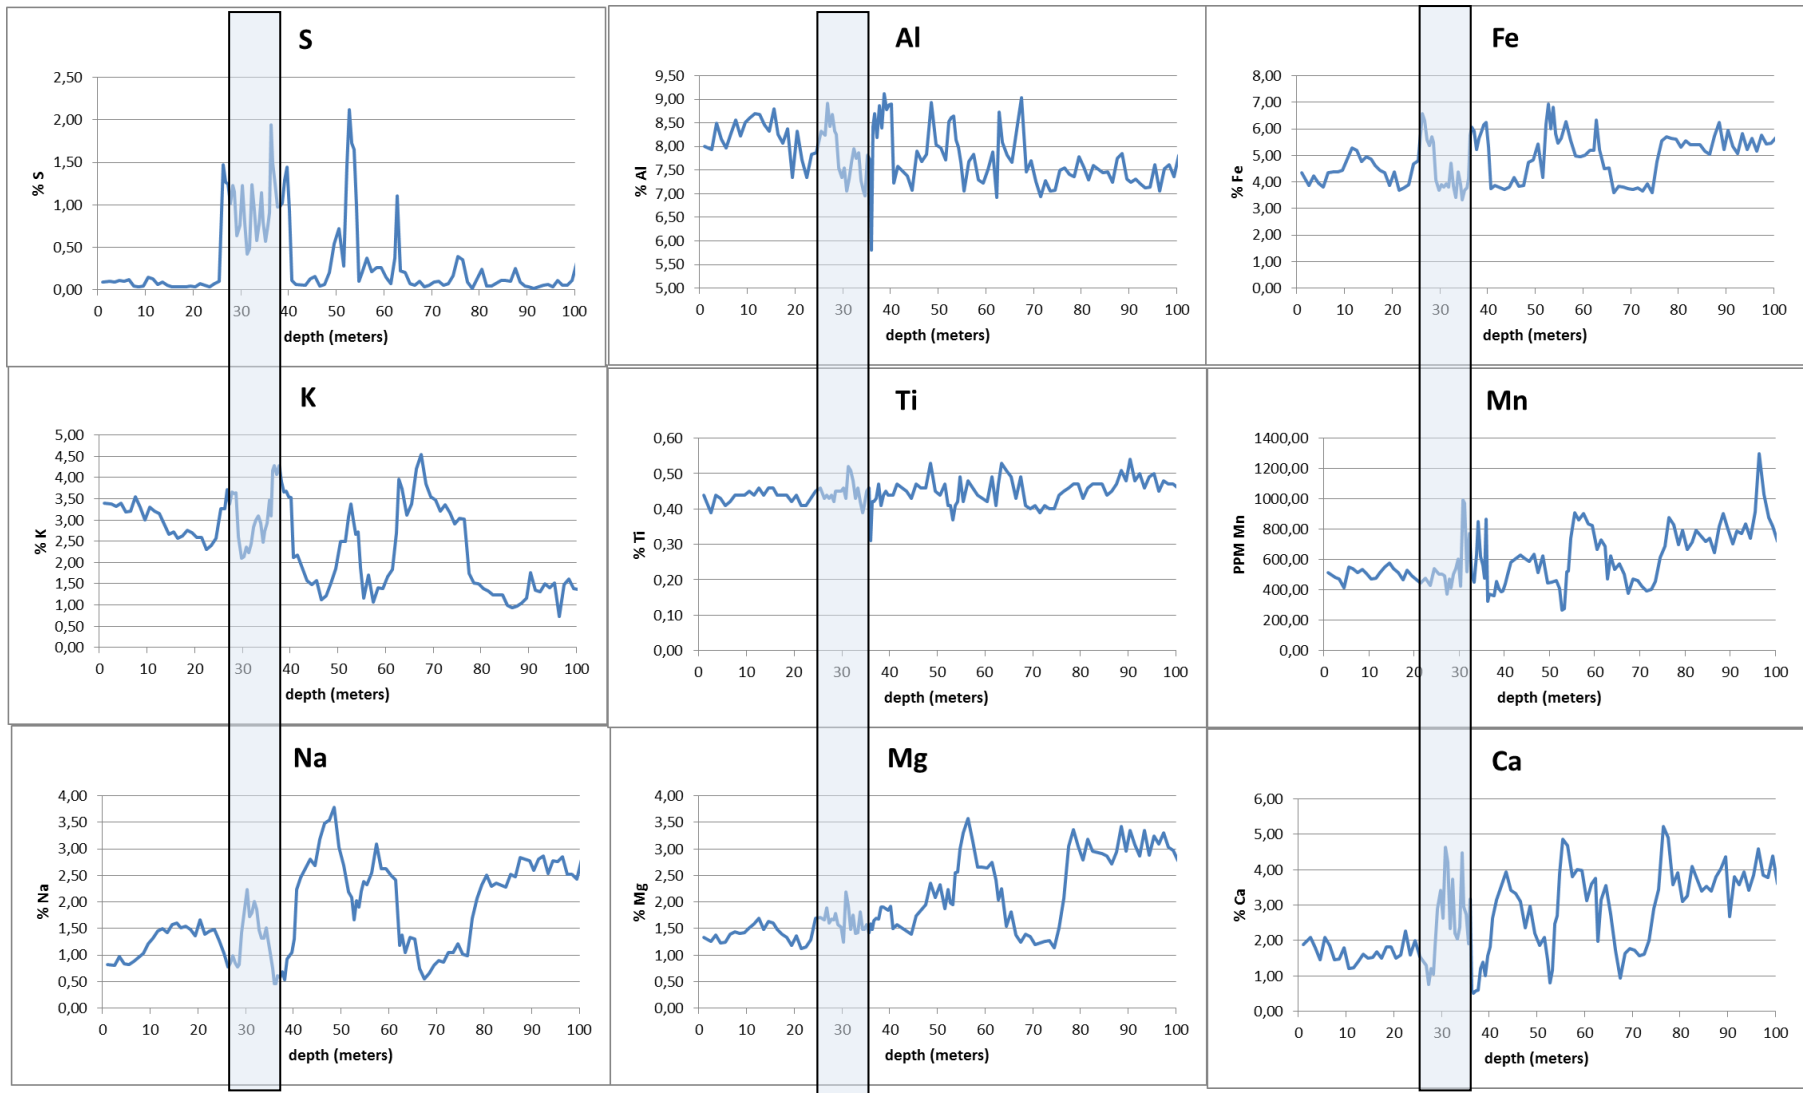 S
% S
2,50
2,00
1,50
1,00
0,50
0,00
0 10 20 30 40 50 60 70 80 90 100
depth (meters)
Al
% Al
9,50
9,00
8,50
8,00
7,50
7,00
6,50
6,00
5,50
5,00
0 10 20 30 40 50 60 70 80 90 100
depth (meters)
Fe
% Fe
8,00
7,00
6,00
5,00
4,00
3,00
2,00
1,00
0,00
0 10 20 30 40 50 60 70 80 90 100
depth (meters)
K
% K
5,00
4,50
4,00
3,50
3,00
2,50
2,00
1,50
1,00
0,50
0,00
0 10 20 30 40 50 60 70 80 90 100
depth (meters)
Ti
% Ti
0,60
0,50
0,40
0,30
0,20
0,10
0,00
0 10 20 30 40 50 60 70 80 90 100
depth (meters)
Mn
PPM Mn
1400,00
1200,00
1000,00
800,00
600,00
400,00
200,00
0,00
0 10 20 30 40 50 60 70 80 90 100
depth (meters)
Na
% Na
4,00
3,50
3,00
2,50
2,00
1,50
1,00
0,50
0,00
0 10 20 30 40 50 60 70 80 90 100
depth (meters)
Mg
% Mg
4,00
3,50
3,00
2,50
2,00
1,50
1,00
0,50
0,00
0 10 20 30 40 50 60 70 80 90 100
depth (meters)
Ca
% Ca
6,00
5,00
4,00
3,00
2,00
1,00
0,00
0 10 20 30 40 50 60 70 80 90 100
depth (meters)